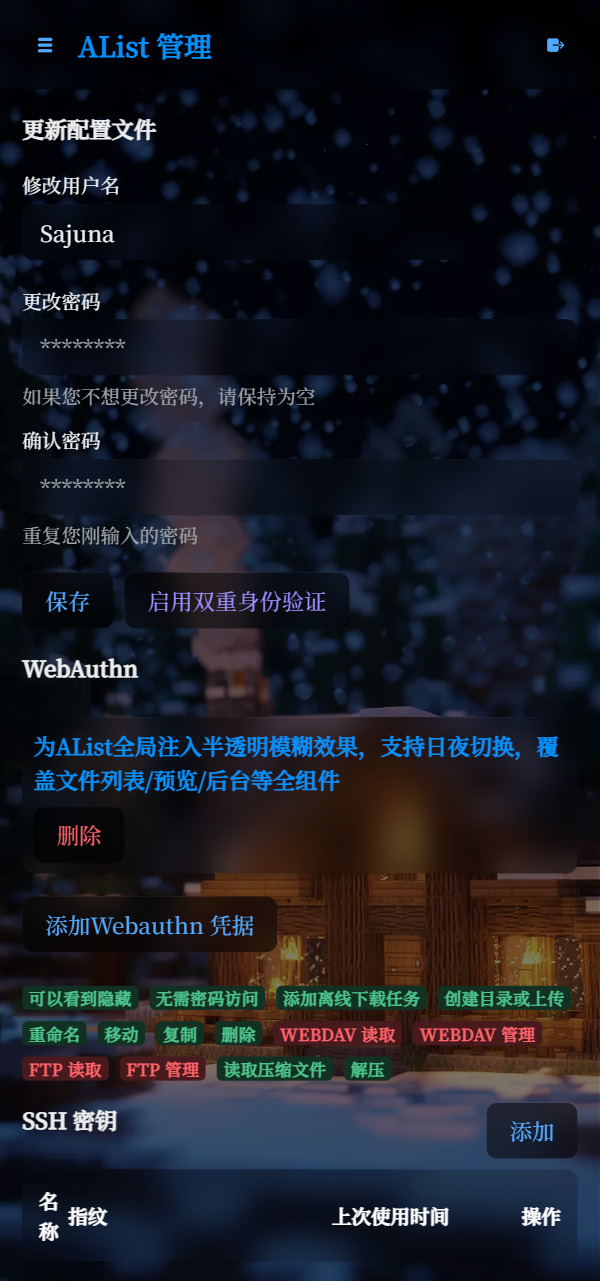 AList 管理
更新配置文件
修改用户名
Sajuna
更改密码
********
如果您不想更改密码，请保持为空
确认密码
********
重复您刚输入的密码
保存 启用双重身份验证
WebAuthn
为AList全局注入半透明模糊效果，支持日夜切换，覆
盖文件列表/预览/后台等全组件
删除
添加Webauthn 凭据
可以看到隐藏 无需密码访问 添加离线下载任务 创建目录或上传
重命名 移动 复制 删除 WEBDAV 读取 WEBDAV 管理
FTP 读取 FTP 管理 读取压缩文件 解压
SSH 密钥 添加
名称 指纹 上次使用时间 操作